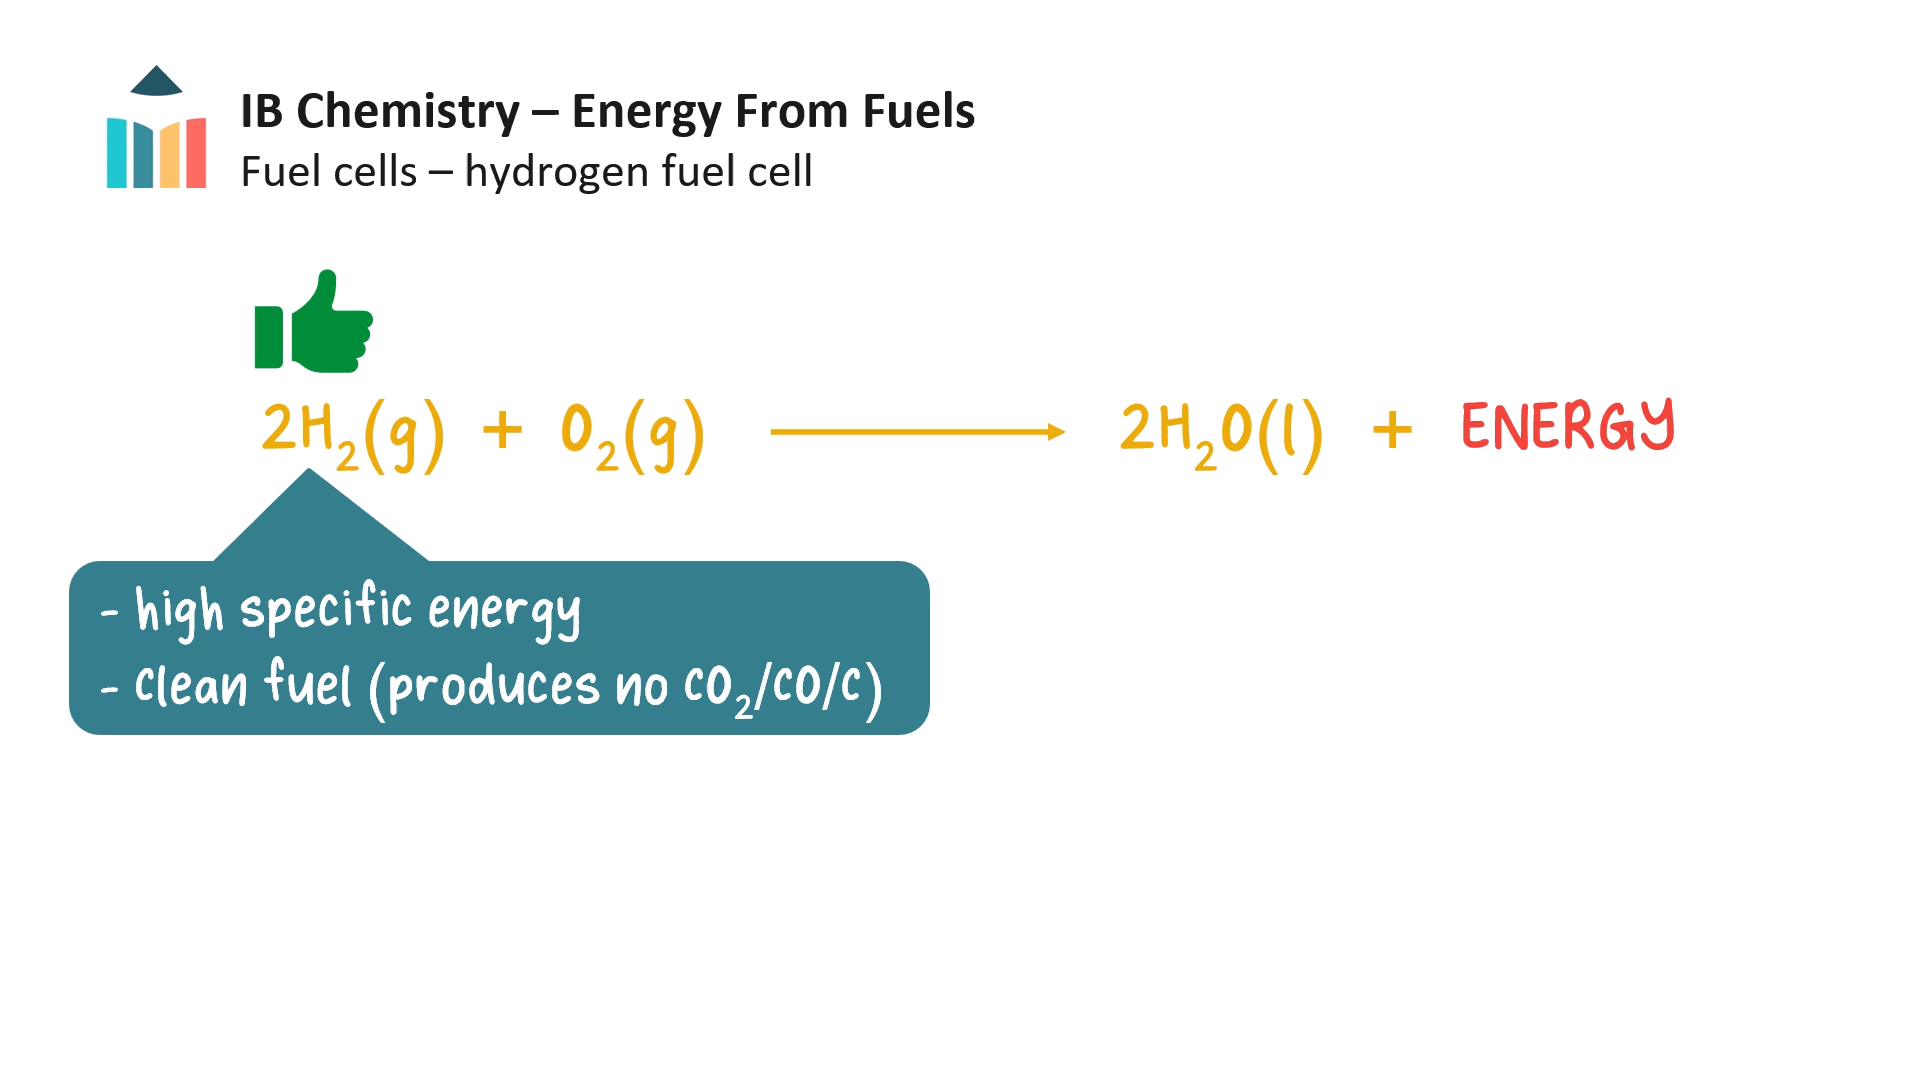 IB Chemistry – Energy From Fuels
Fuel cells – hydrogen fuel cell
2H₂(g) + O₂(g) ⟶ 2H₂O(l) + ENERGY
- high specific energy
- clean fuel (produces no CO₂/CO/C)